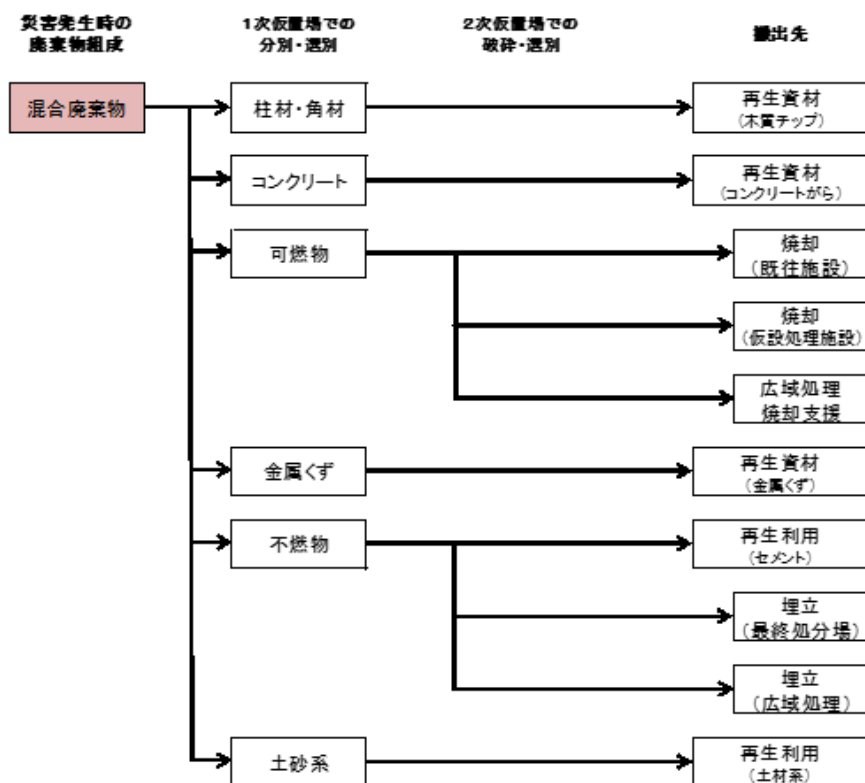 災害発生時の
廃棄物組成
1次仮置場での
分別・選別
2次仮置場での
破砕・選別
搬出先
混合廃棄物
柱材・角材
再生資材
(木質チップ)
コンクリート
再生資材
(コンクリートがら)
可燃物
焼却
(既往施設)
焼却
(仮設処理施設)
広域処理
焼却支援
金属くず
再生資材
(金属くず)
不燃物
再生利用
(セメント)
埋立
(最終処分場)
埋立
(広域処理)
土砂系
再生利用
(土材系)